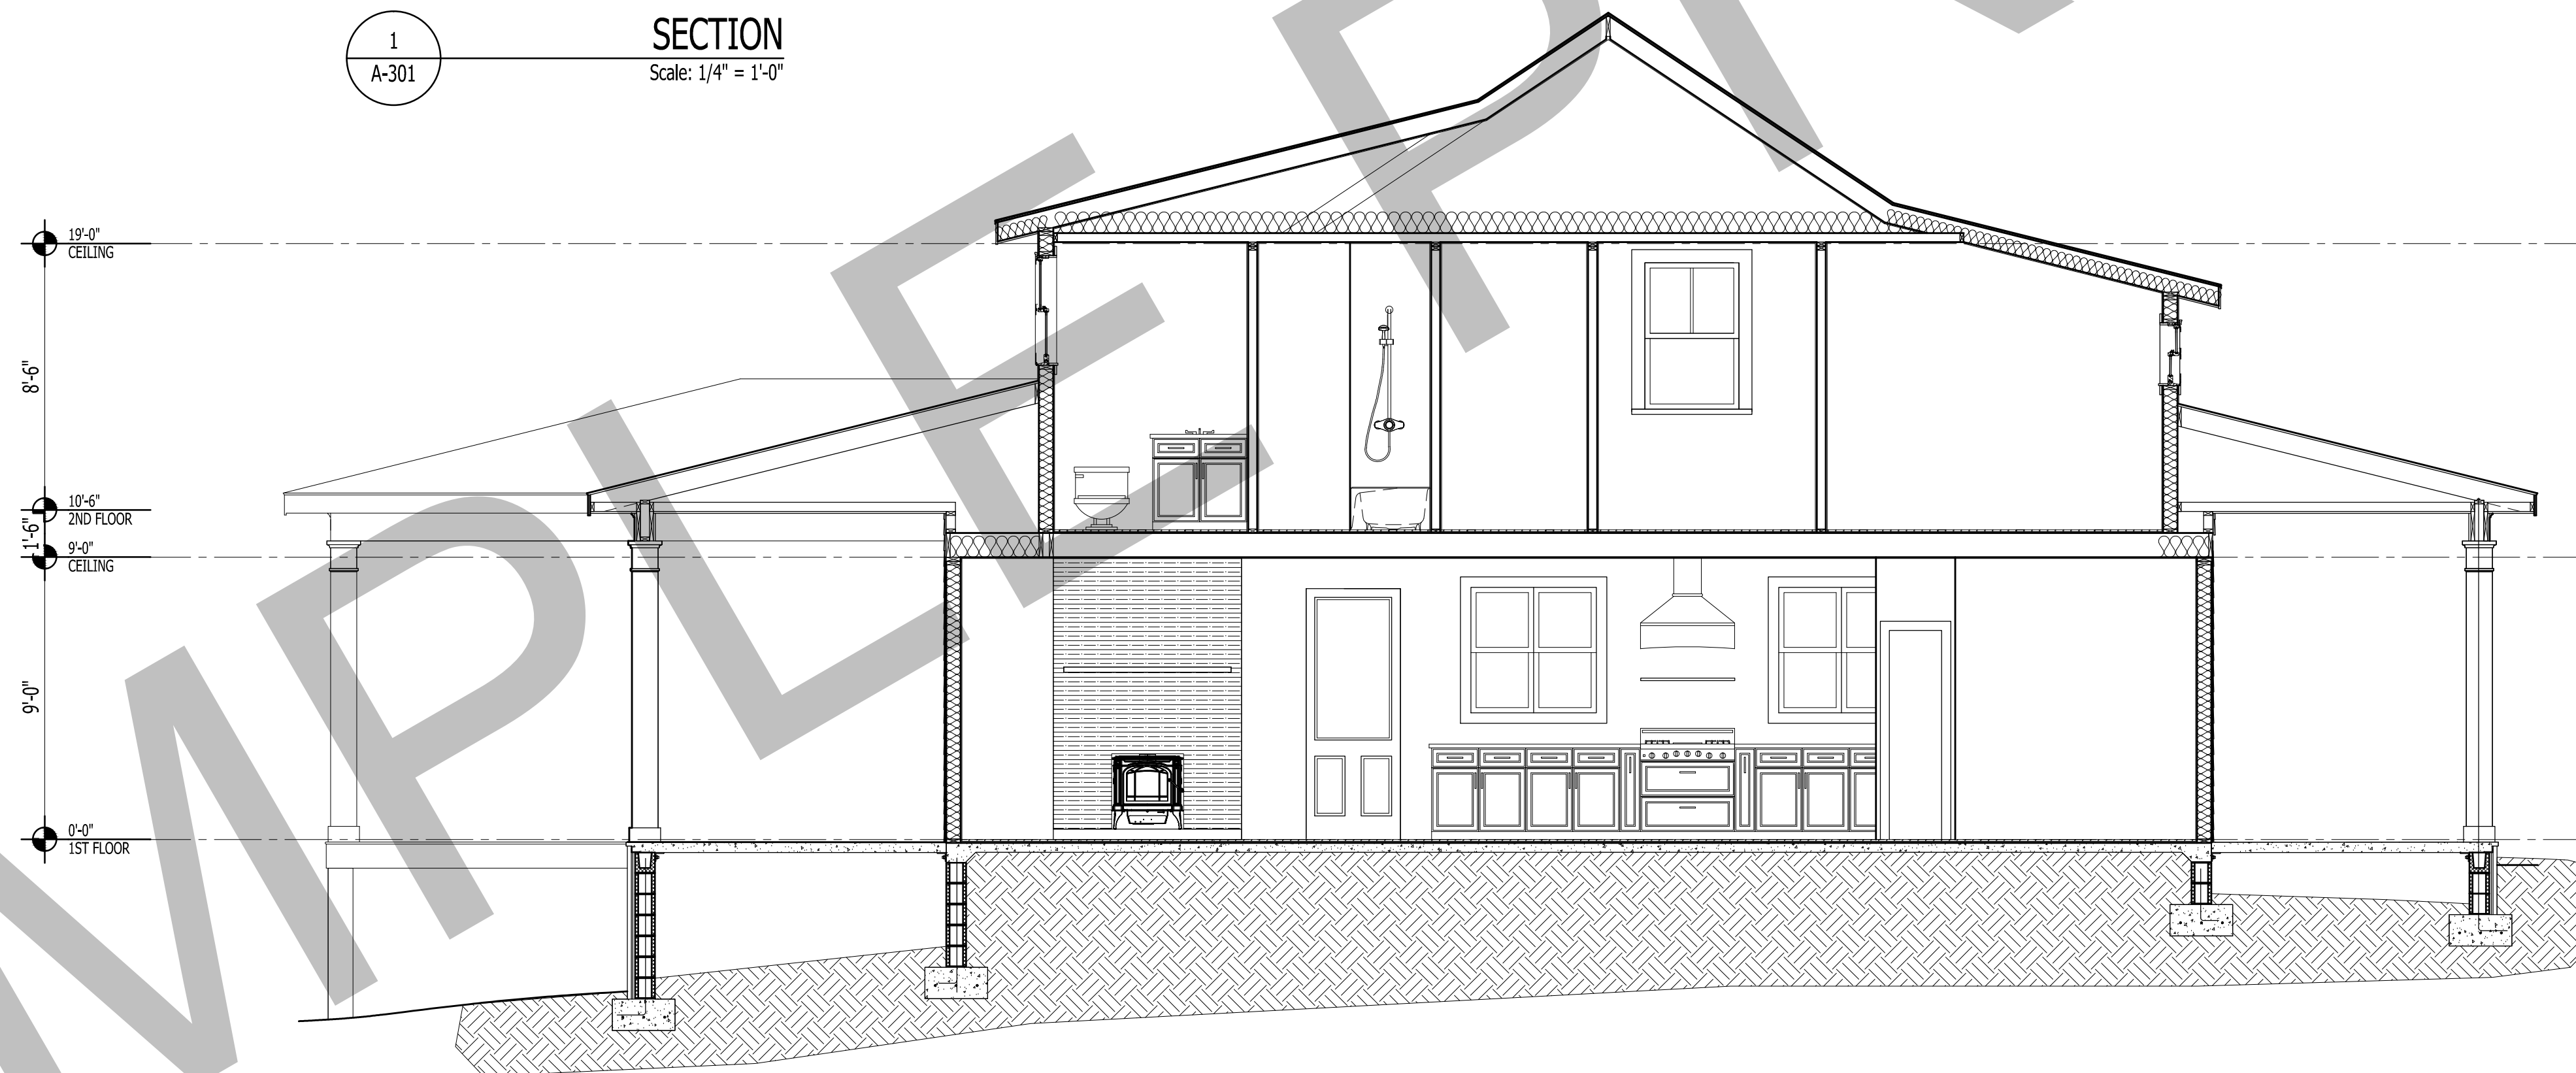 1
A-301
SECTION
Scale: 1/4" = 1'-0"
19'-0"
CEILING
8'-6"
10'-6"
2ND FLOOR
1'-6"
9'-0"
CEILING
9'-0"
0'-0"
1ST FLOOR
MPLE PR